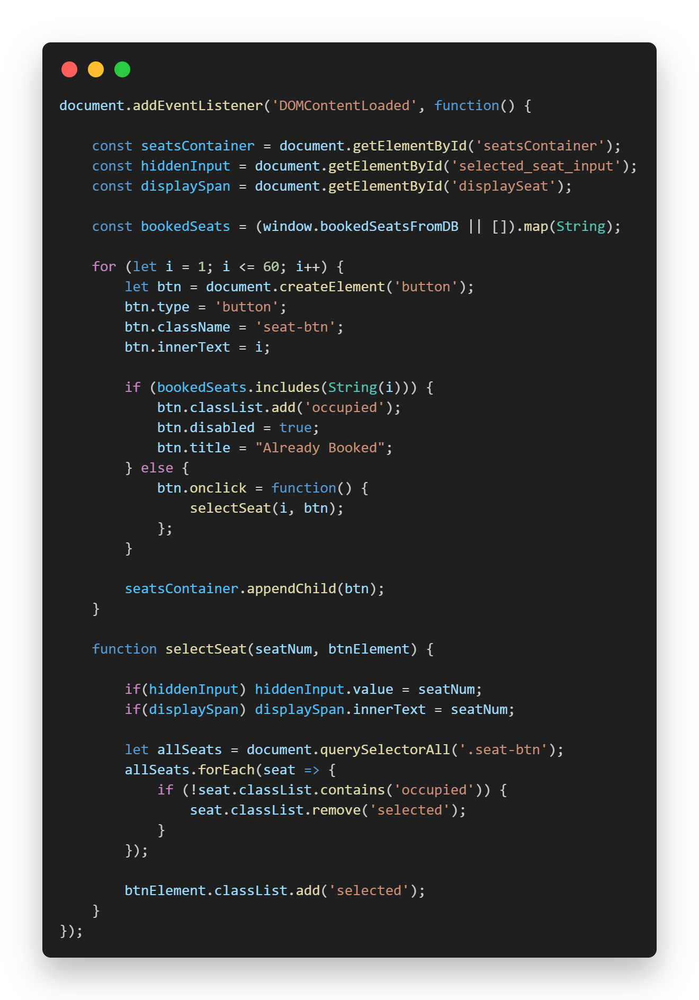 document.addEventListener('DOMContentLoaded', function() {

    const seatsContainer = document.getElementById('seatsContainer');
    const hiddenInput = document.getElementById('selected_seat_input');
    const displaySpan = document.getElementById('displaySeat');

    const bookedSeats = (window.bookedSeatsFromDB || []).map(String);

    for (let i = 1; i <= 60; i++) {
        let btn = document.createElement('button');
        btn.type = 'button';
        btn.className = 'seat-btn';
        btn.innerText = i;

        if (bookedSeats.includes(String(i))) {
            btn.classList.add('occupied');
            btn.disabled = true;
            btn.title = "Already Booked";
        } else {
            btn.onclick = function() {
                selectSeat(i, btn);
            };
        }

        seatsContainer.appendChild(btn);
    }

    function selectSeat(seatNum, btnElement) {

        if(hiddenInput) hiddenInput.value = seatNum;
        if(displaySpan) displaySpan.innerText = seatNum;

        let allSeats = document.querySelectorAll('.seat-btn');
        allSeats.forEach(seat => {
            if (!seat.classList.contains('occupied')) {
                seat.classList.remove('selected');
            }
        });

        btnElement.classList.add('selected');
    }
});